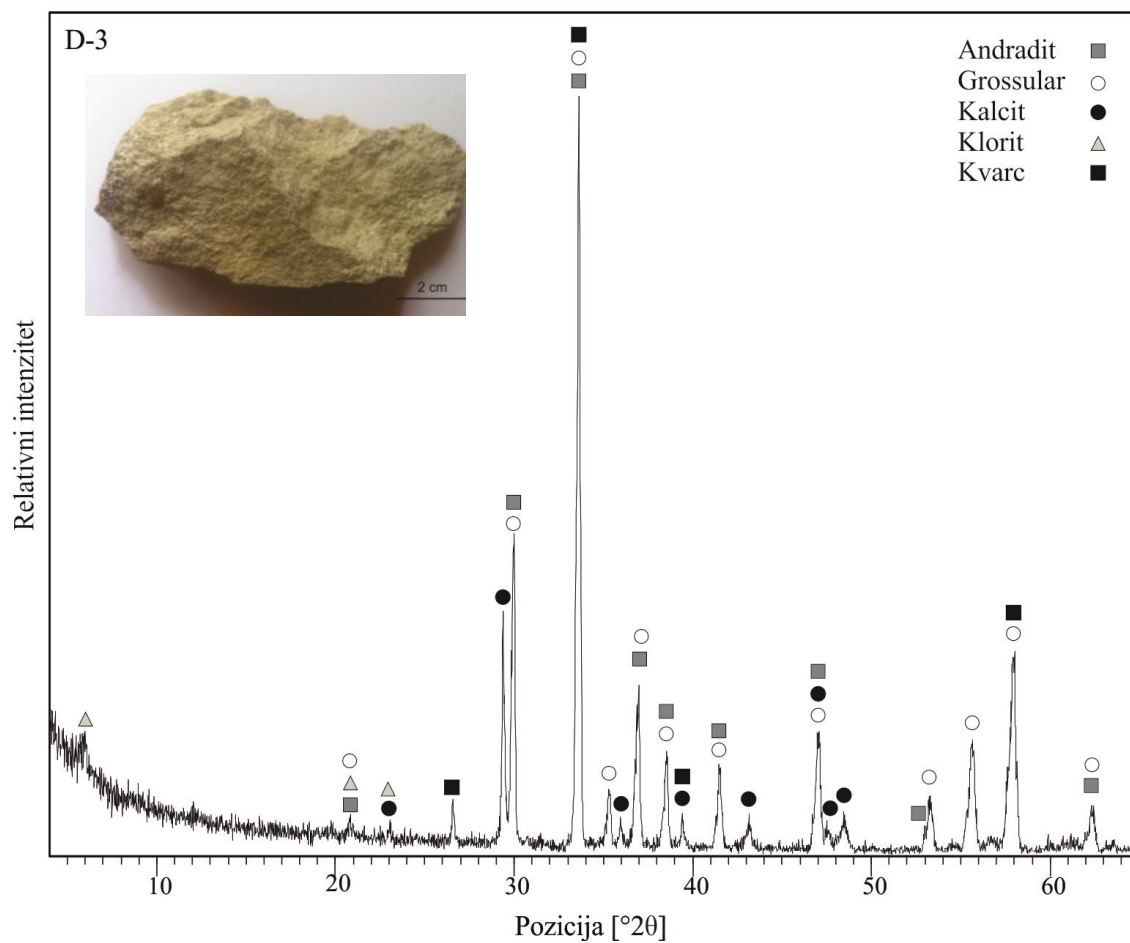 D-3
Andradit
Grossular
Kalcit
Klorit
Kvarc
2 cm
Relativni intenzitet
10 20 30 40 50 60
Pozicija [°2θ]